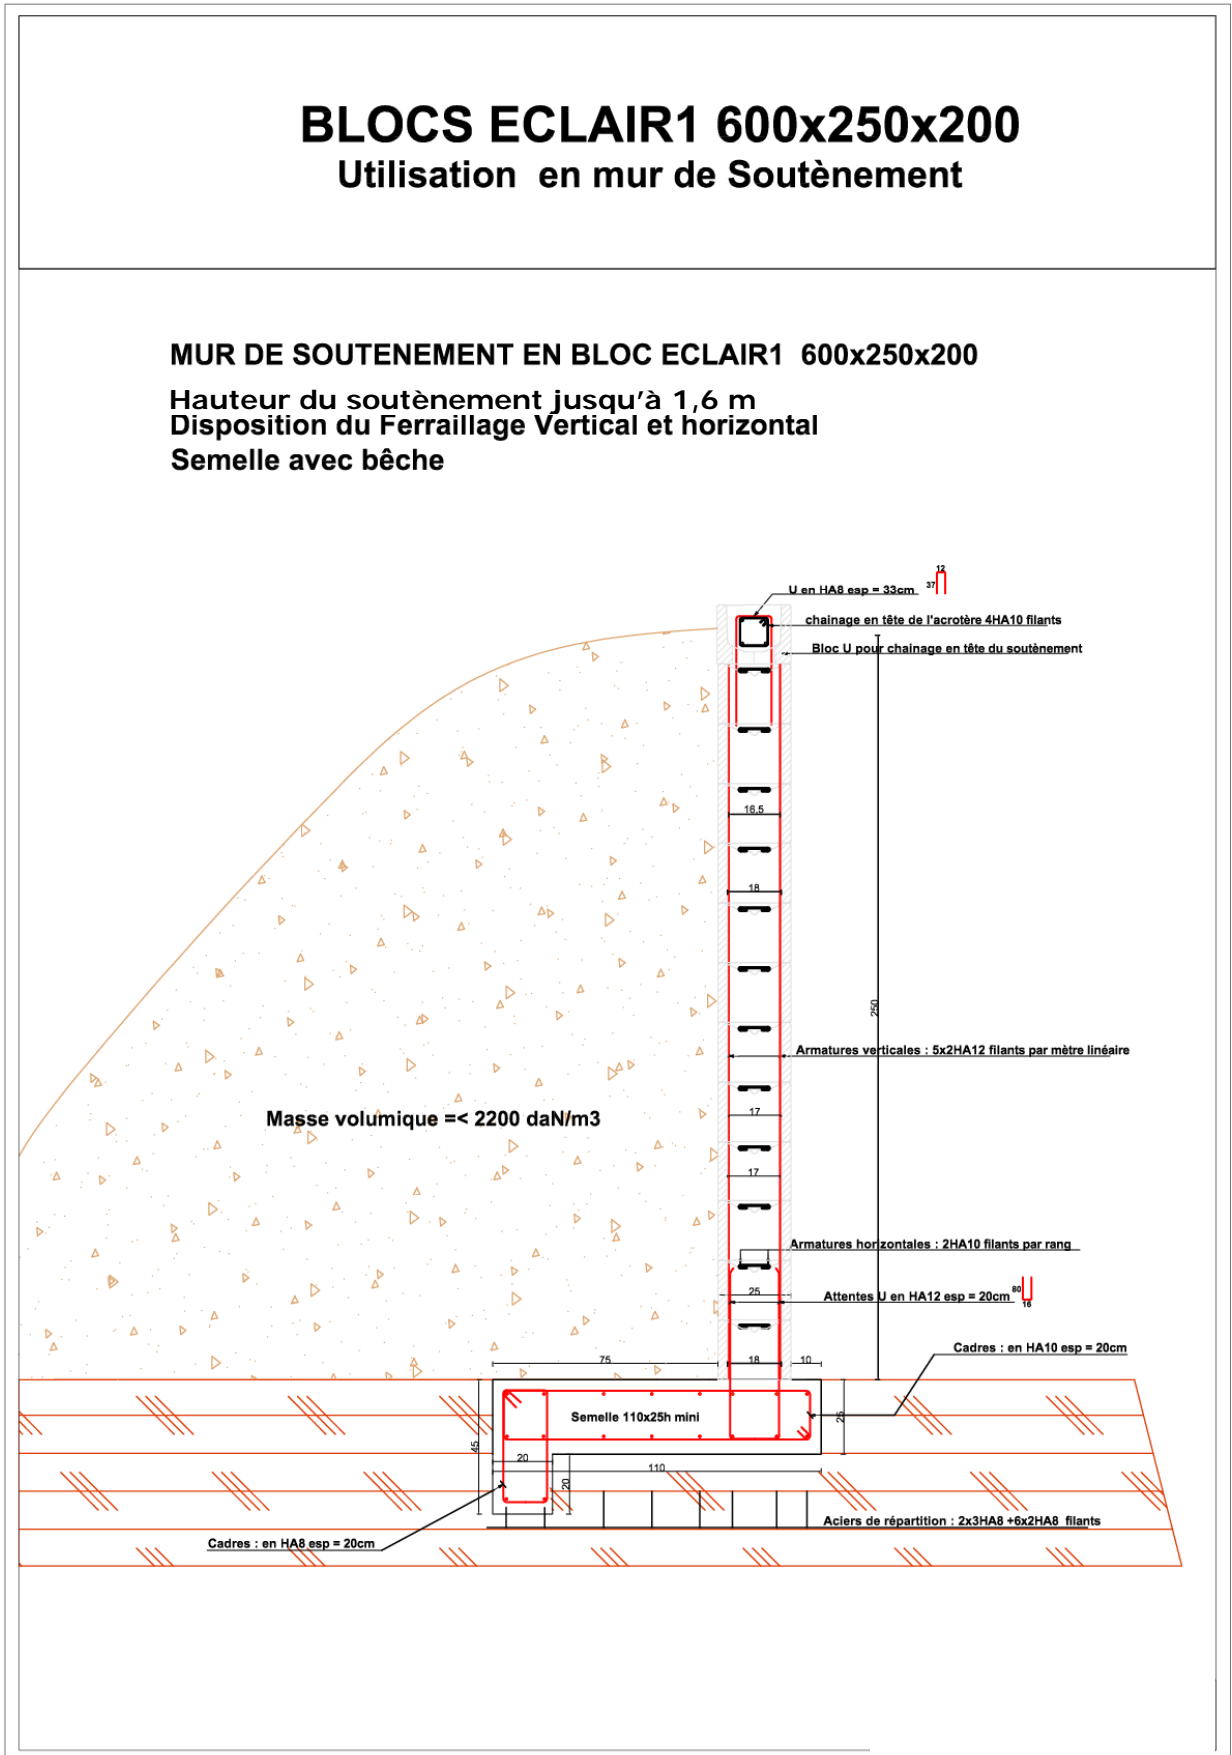 BLOCS ECLAIR1 600x250x200
Utilisation en mur de Soutènement
MUR DE SOUTENEMENT EN BLOC ECLAIR1 600x250x200
Hauteur du soutènement jusqu'à 1,6 m
Disposition du Ferraillage Vertical et horizontal
Semelle avec bêche
12
37
U en HA8 esp = 33cm
chainage en tête de l'acrotère 4HA10 filants
Bloc U pour chainage en tête du soutènement
16,5
18
250
Armatures verticales : 5x2HA12 filants par mètre linéaire
Masse volumique =< 2200 daN/m3
17
17
Armatures horizontales : 2HA10 filants par rang
25
Attentes U en HA12 esp = 20cm
80
16
Cadres : en HA10 esp = 20cm
75
18
10
Semelle 110x25h mini
25
45
20
110
20
Aciers de répartition : 2x3HA8 +6x2HA8 filants
Cadres : en HA8 esp = 20cm